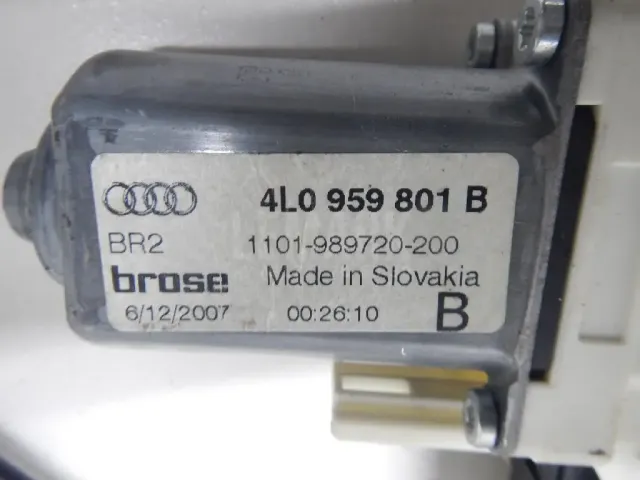 4L0 959 801 B
BR2 1101-989720-200
brose Made in Slovakia
6/12/2007 00:26:10 B